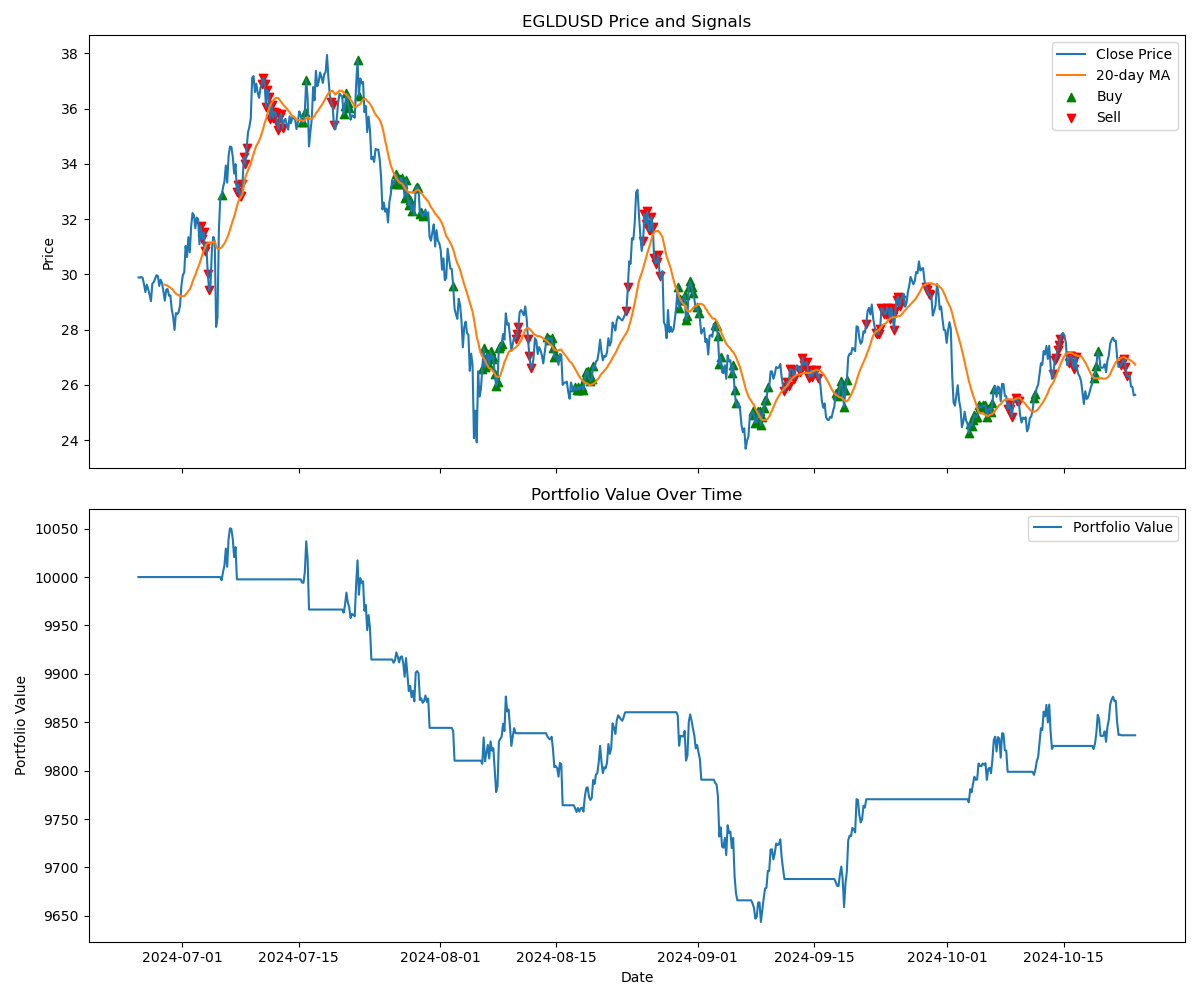 EGLDUSD Price and Signals
Price
38
36
34
32
30
28
26
24
Close Price
20-day MA
Buy
Sell
Portfolio Value Over Time
Portfolio Value
10050
10000
9950
9900
9850
9800
9750
9700
9650
Portfolio Value
2024-07-01
2024-07-15
2024-08-01
2024-08-15
2024-09-01
2024-09-15
2024-10-01
2024-10-15
Date